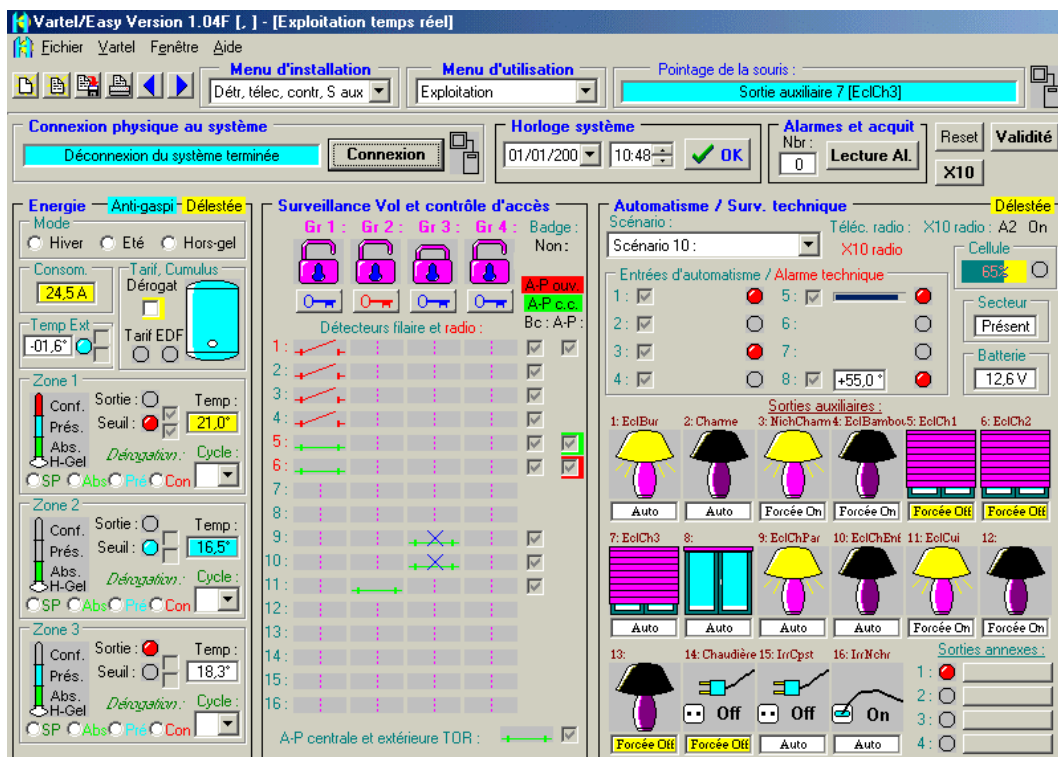 Vartel/Easy Version 1.04F [, ] - [Exploitation temps réel]
Fichier Vartel Fenêtre Aide
Menu d'installation Menu d'utilisation Pointage de la souris :
Détr, télec, contr, S aux Exploitation Sortie auxiliaire 7 [EclCh3]
Connexion physique au système Horloge système Alarmes et acquit
Déconnexion du système terminée Connexion 01/01/200 10:48 OK Nbr : 0 Lecture Al. Reset Validité
X10
Energie Anti-gaspi Délestée
Mode
Hiver Eté Hors-gel
Consom. Tarif, Cumulus
24,5 A Dérogat
Temp Ext
-01,6° Tarif EDF
Zone 1
Conf. Sortie : Temp :
Prés. Seuil : 21,0°
Abs. Dérogation : Cycle :
H-Gel
SP Abs Pré Con
Zone 2
Conf. Sortie : Temp :
Prés. Seuil : 16,5°
Abs. Dérogation : Cycle :
H-Gel
SP Abs Pré Con
Zone 3
Conf. Sortie : Temp :
Prés. Seuil : 18,3°
Abs. Dérogation : Cycle :
H-Gel
SP Abs Pré Con
Surveillance Vol et contrôle d'accès
Gr 1 : Gr 2 : Gr 3 : Gr 4 : Badge :
Non :
A-P ouv.
A-P c.c.
Détecteurs filaire et radio : Bc : A-P :
1 :
2 :
3 :
4 :
5 :
6 :
7 :
8 :
9 :
10 :
11 :
12 :
13 :
14 :
15 :
16 :
A-P centrale et extérieure TOR :
Automatisme / Surv. technique Délestée
Scénario : Téléc. radio : X10 radio : A2 On
Scénario 10 : X10 radio Cellule
65%
Entrées d'automatisme / Alarme technique
1 : 5 :
2 : 6 :
3 : 7 :
4 : 8 : +55,0 °
Secteur
Présent
Batterie
12,6 V
Sorties auxiliaires :
1: EclBur 2: Charme 3: NichCharm 4: EclBambou 5: EclCh1 6: EclCh2
Auto Auto Forcée On Forcée On Forcée Off Forcée Off
7: EclCh3 8: 9: EclChPar 10: EclChEnf 11: EclCui 12:
Auto Auto Auto Auto Forcée On Forcée On
13: 14: Chaudière 15: IrrCpst 16: IrrNchr Sorties annexes :
Off Off On
Forcée Off Forcée Off Auto Auto
1 :
2 :
3 :
4 :